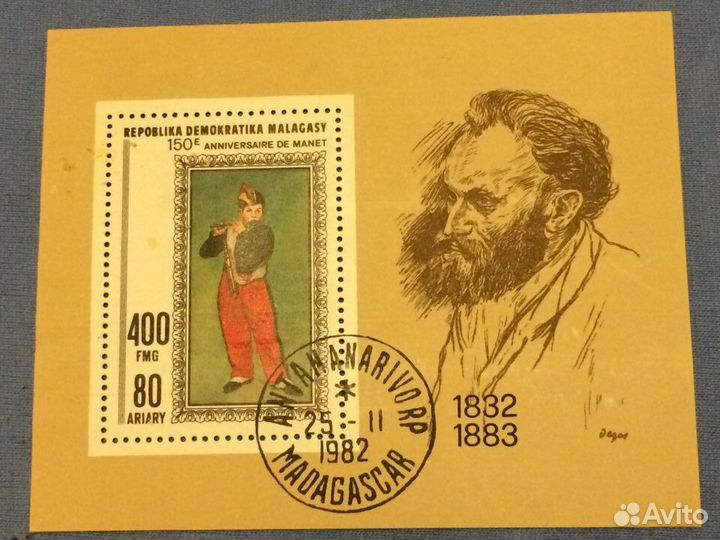 REPOBLIKA DEMOKRATIKA MALAGASY
150E ANNIVERSAIRE DE MANET
400
FMG
80
ARIARY
ANTANANARIVO RP
25 - 11
1982
MADAGASCAR
1832
1883
Degas
Avito